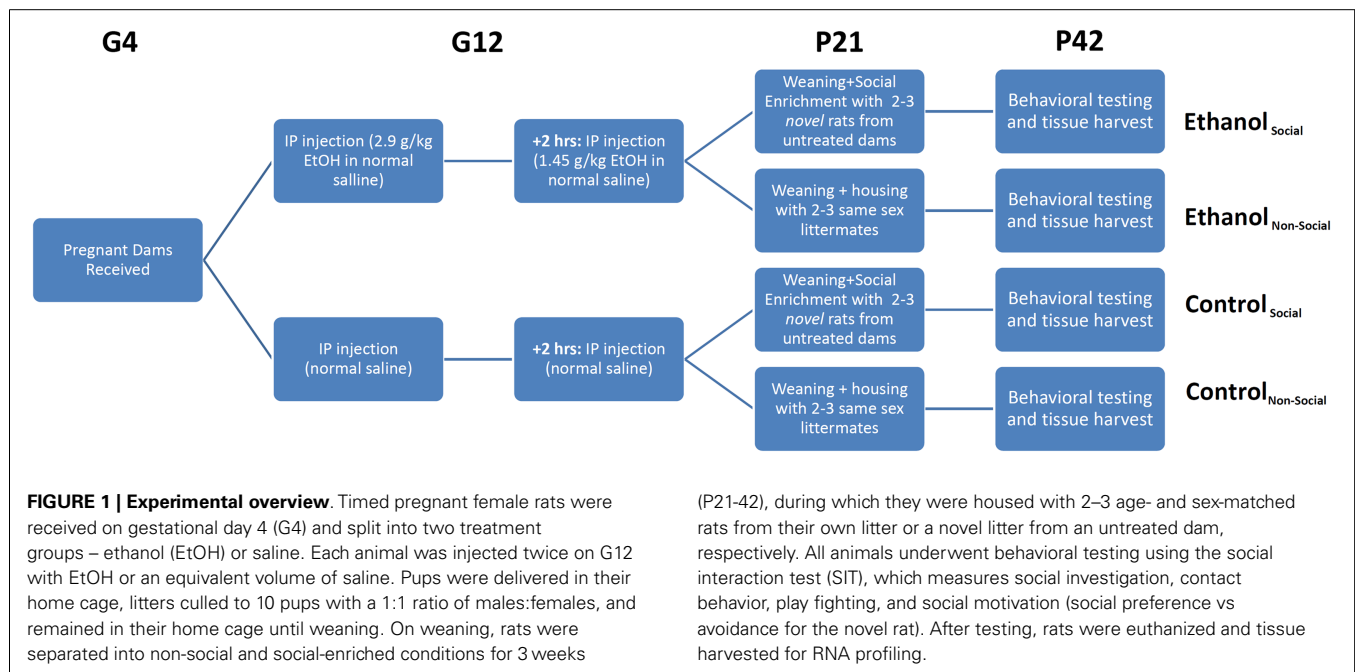 G4
G12
P21
P42
Pregnant Dams
Received
IP injection (2.9 g/kg
EtOH in normal
salline)
+2 hrs: IP injection
(1.45 g/kg EtOH in
normal saline)
Weaning+Social
Enrichment with 2-3
novel rats from
untreated dams
Behavioral testing
and tissue harvest
Ethanol Social
Weaning + housing
with 2-3 same sex
littermates
Behavioral testing
and tissue harvest
Ethanol Non-Social
IP injection
(normal saline)
+2 hrs: IP injection
(normal saline)
Weaning+Social
Enrichment with 2-3
novel rats from
untreated dams
Behavioral testing
and tissue harvest
Control Social
Weaning + housing
with 2-3 same sex
littermates
Behavioral testing
and tissue harvest
Control Non-Social
FIGURE 1 | Experimental overview. Timed pregnant female rats were
received on gestational day 4 (G4) and split into two treatment
groups – ethanol (EtOH) or saline. Each animal was injected twice on G12
with EtOH or an equivalent volume of saline. Pups were delivered in their
home cage, litters culled to 10 pups with a 1:1 ratio of males:females, and
remained in their home cage until weaning. On weaning, rats were
separated into non-social and social-enriched conditions for 3 weeks
(P21-42), during which they were housed with 2–3 age- and sex-matched
rats from their own litter or a novel litter from an untreated dam,
respectively. All animals underwent behavioral testing using the social
interaction test (SIT), which measures social investigation, contact
behavior, play fighting, and social motivation (social preference vs
avoidance for the novel rat). After testing, rats were euthanized and tissue
harvested for RNA profiling.